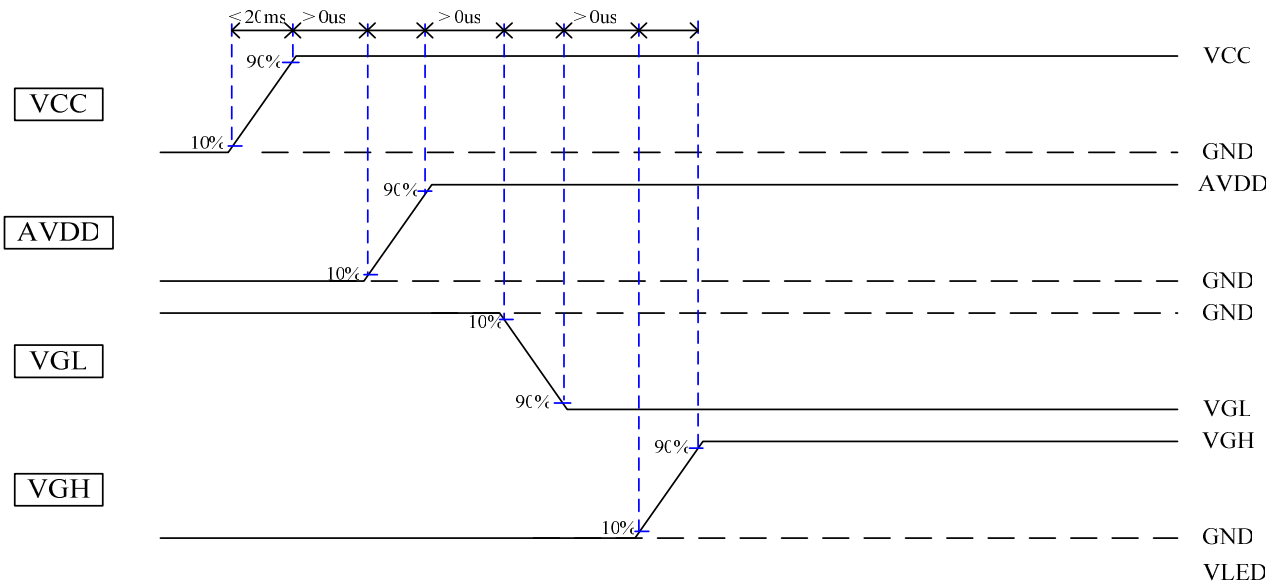 <20ms >0us >0us >0us
90% VCC
VCC
10% GND
90% AVDD
AVDD
10% GND
GND
10%
VGL
90% VGL
90% VGH
VGH
10% GND
VLED